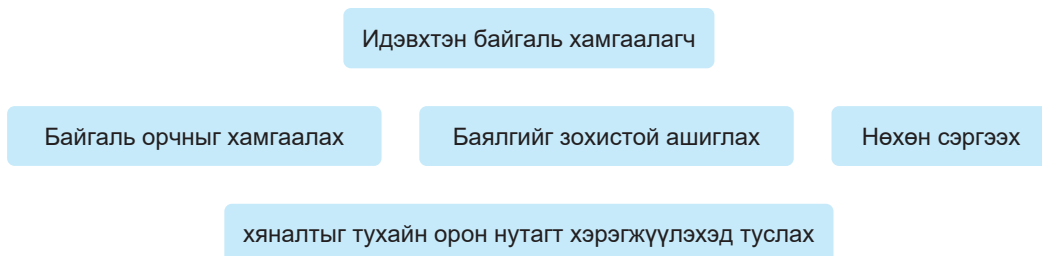 Идэвхтэн байгаль хамгаалагч
Байгаль орчныг хамгаалах
Баялгийг зохистой ашиглах
Нөхөн сэргээх
хяналтыг тухайн орон нутагт хэрэгжүүлэхэд туслах